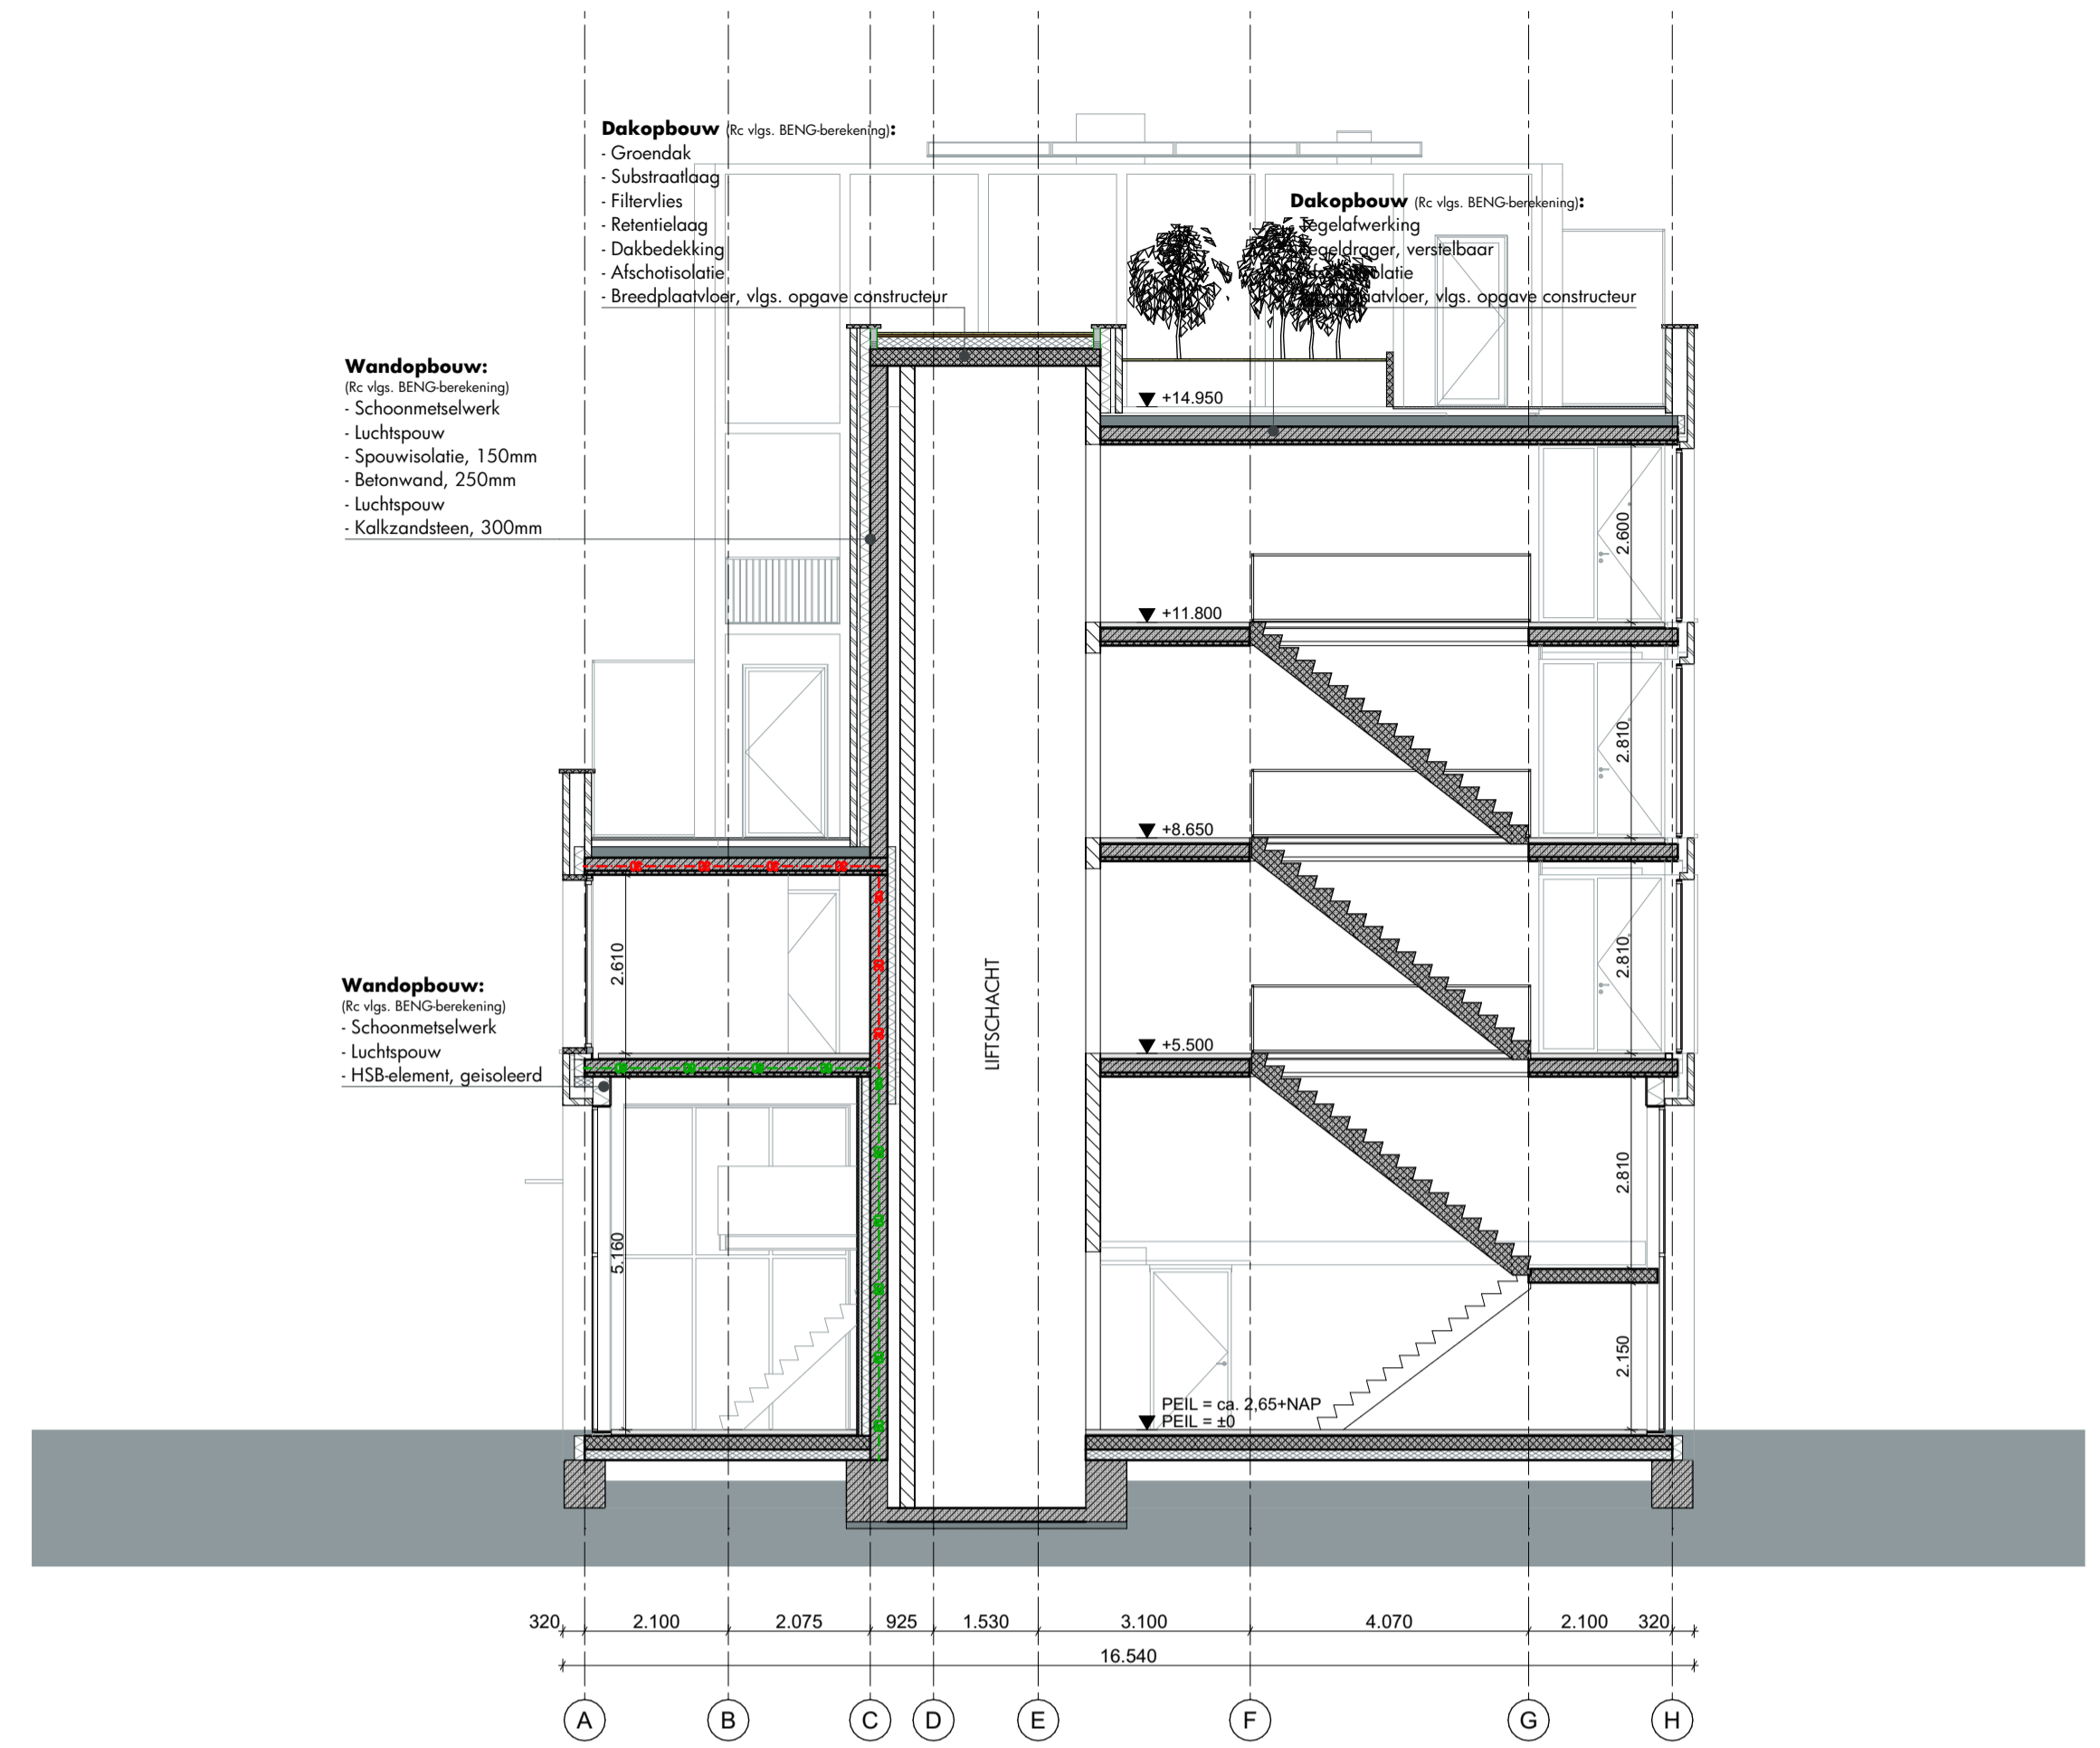 Dakopbouw (Rc vlgs. BENG-berekening):
- Groendak
- Substraatlaag
- Filtervlies
- Retentielaag
- Dakbedekking
- Afschotisolatie
- Breedplaatvloer, vlgs. opgave constructeur
Dakopbouw (Rc vlgs. BENG-berekening):
Tegelafwerking
verstelbaar
vlgs. opgave constructeur
Wandopbouw:
(Rc vlgs. BENG-berekening)
- Schoonmetselwerk
- Luchtspouw
- Spouwisolatie, 150mm
- Betonwand, 250mm
- Luchtspouw
- Kalkzandsteen, 300mm
+14.950
2.600
+11.800
2.810
+8.650
2.610
2.810
LIFTSCHACHT
Wandopbouw:
(Rc vlgs. BENG-berekening)
- Schoonmetselwerk
- Luchtspouw
- HSB-element, geisoleerd
+5.500
2.810
5.160
2.150
PEIL = ca. 2,65+NAP
PEIL = ±0
320 2.100 2.075 925 1.530 3.100 4.070 2.100 320
16.540
A B C D E F G H